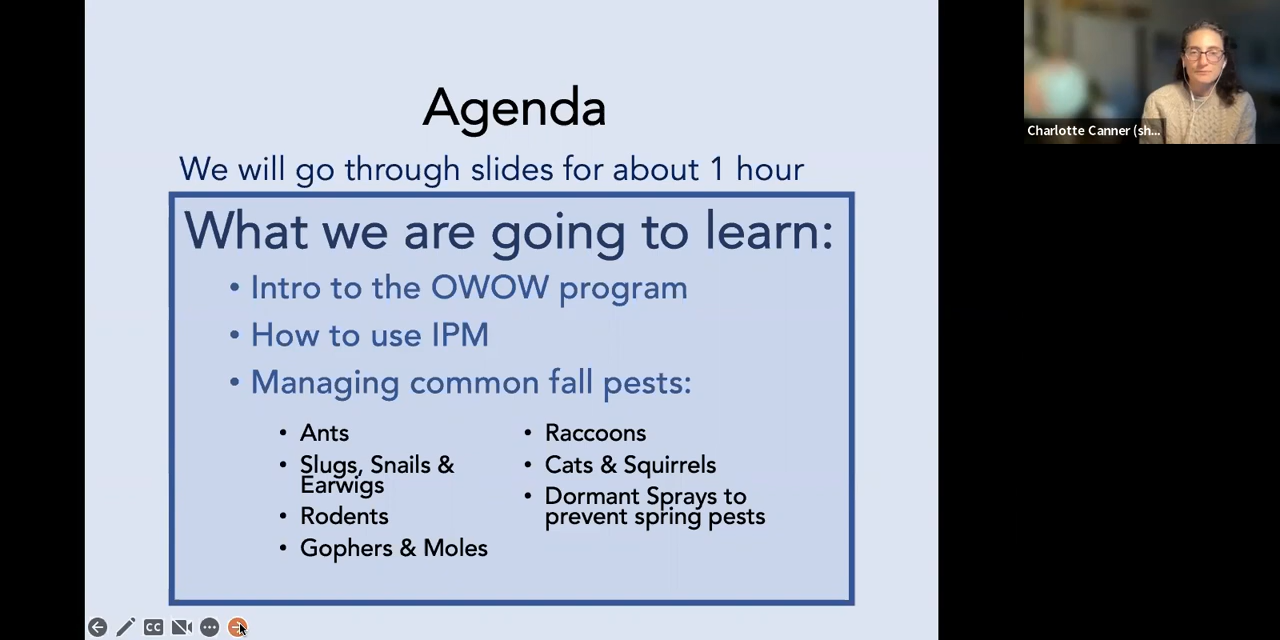 Agenda
We will go through slides for about 1 hour
What we are going to learn:
• Intro to the OWOW program
• How to use IPM
• Managing common fall pests:
• Ants
• Slugs, Snails &
Earwigs
• Rodents
• Gophers & Moles
• Raccoons
• Cats & Squirrels
• Dormant Sprays to
prevent spring pests
CC
Charlotte Canner (sh...